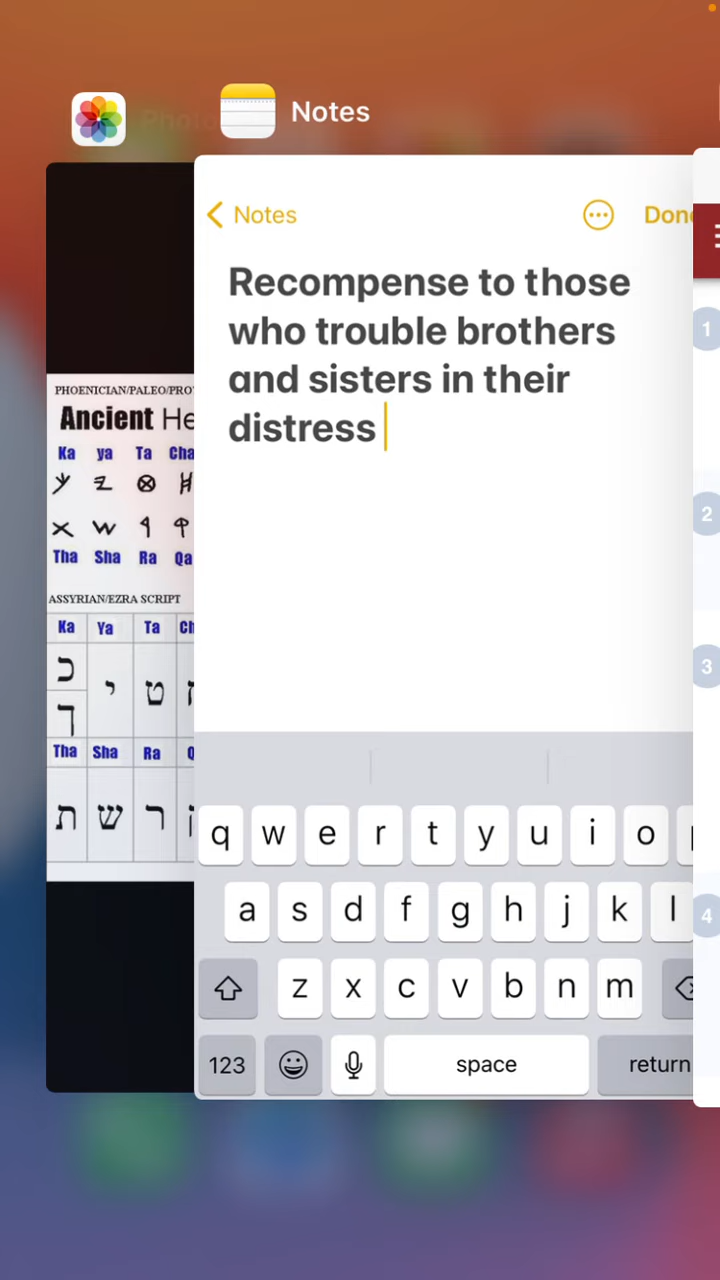 Photo
Notes
Notes
Don
Recompense to those
who trouble brothers
and sisters in their
distress
PHOENICIAN/PALEO/PRO
Ancient He
Ka ya Ta Cha
𐤊 𐤉 𐤈 𐤇
𐤕 𐤔 𐤓 𐤒
Tha Sha Ra Qa
ASSYRIAN/EZRA SCRIPT
Ka Ya Ta Ch
כ י ט
ך
Tha Sha Ra Q
ת ש ר
1
2
3
4
q w e r t y u i o
a s d f g h j k l
z x c v b n m
123 space return